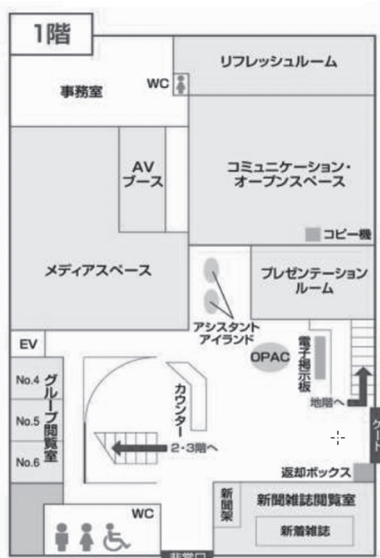 1階
リフレッシュルーム
WC
事務室
AV
ブース
コミュニケーション・
オープンスペース
コピー機
メディアスペース
プレゼンテーション
ルーム
アシスタント
アイランド
EV
OPAC
電子掲示板
No.4
No.5
No.6
グループ閲覧室
カウンター
地階へ
ゲート
2・3階へ
返却ボックス
WC
新聞架
新聞雑誌閲覧室
新着雑誌
非常口